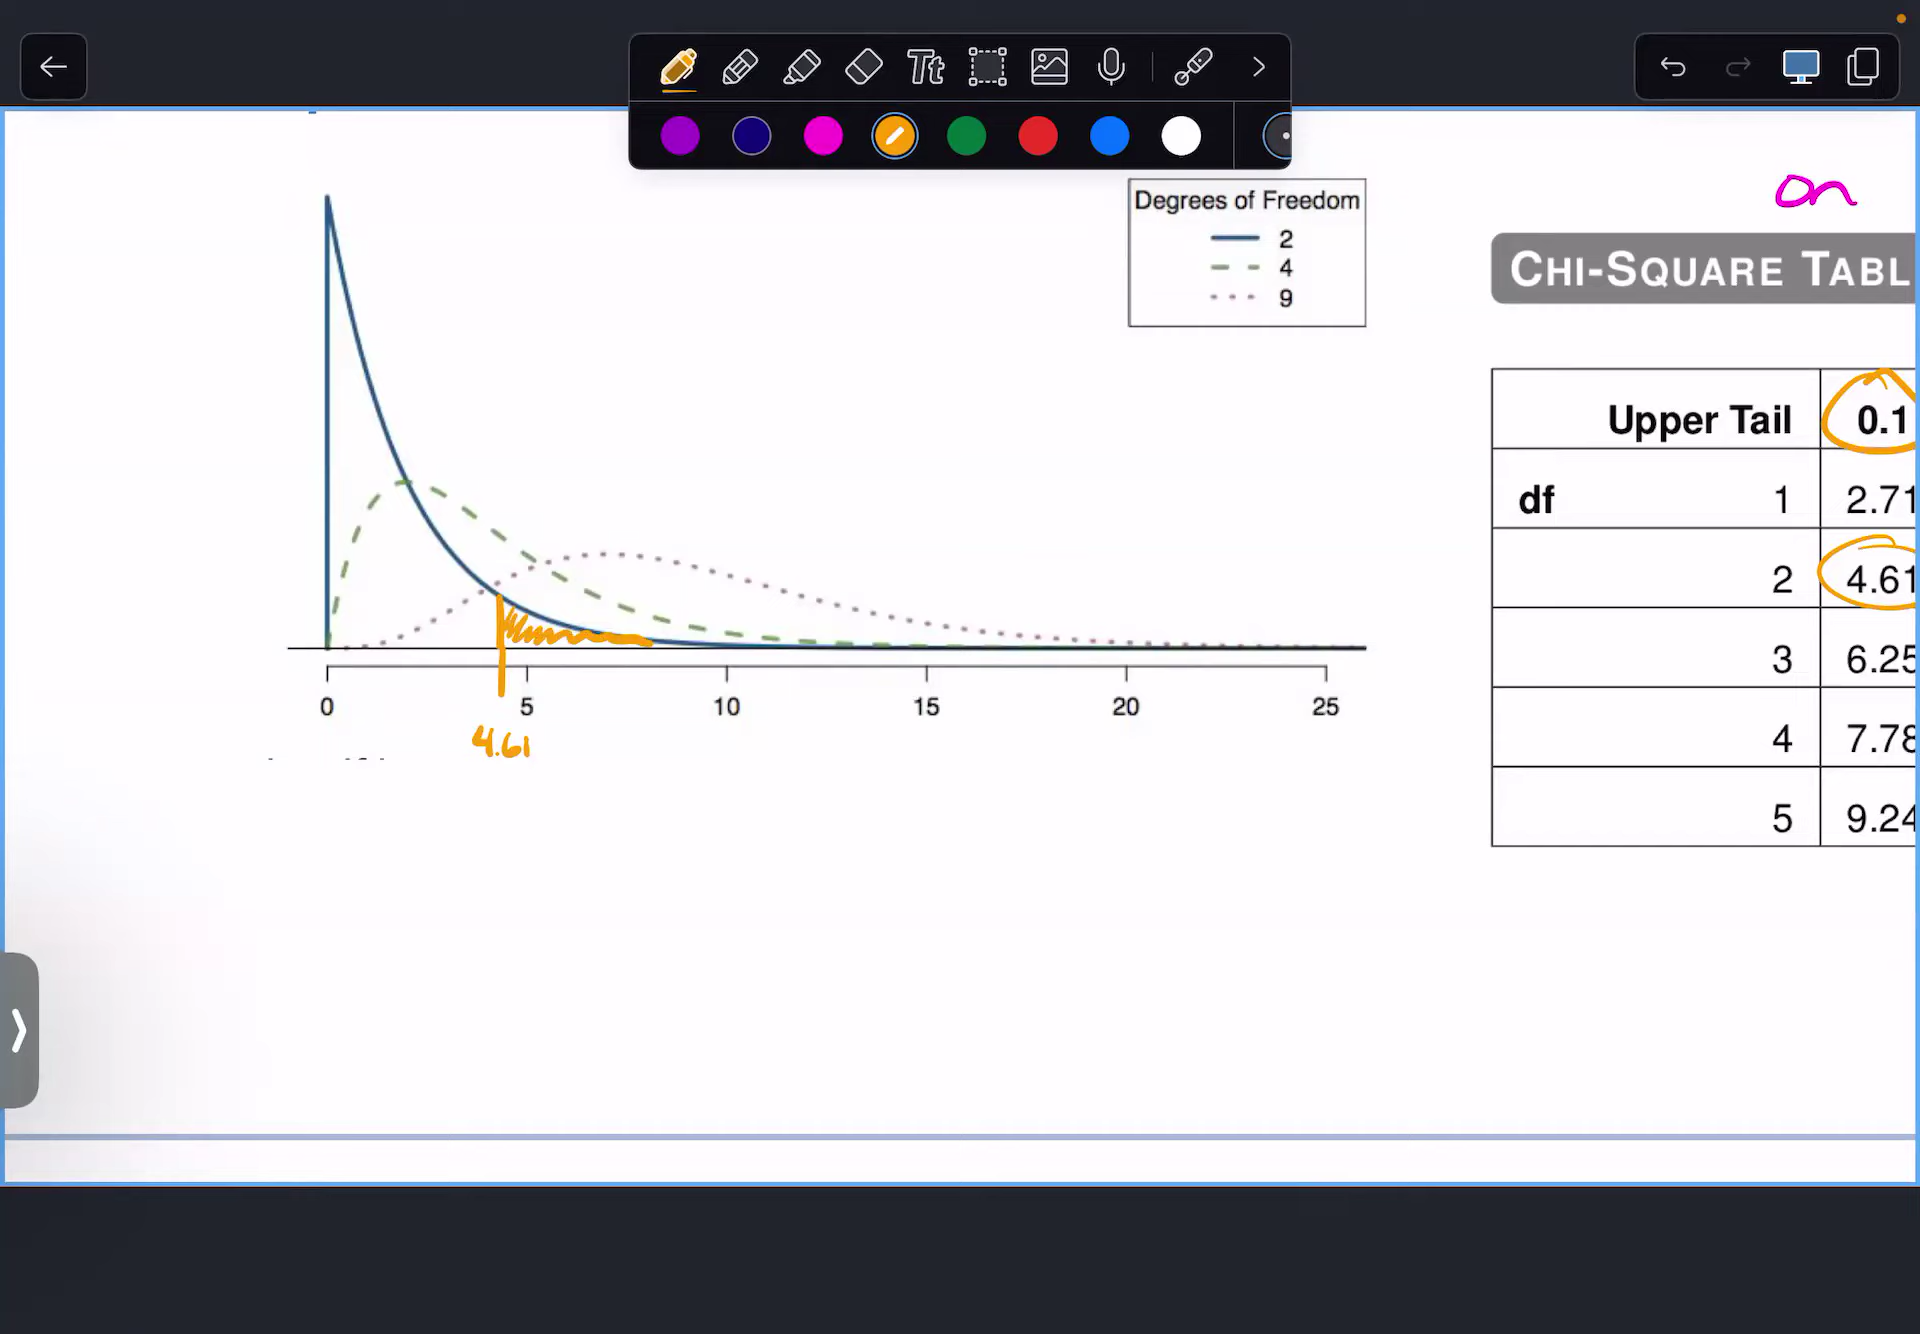 Tt
Degrees of Freedom
2
4
9
on
CHI-SQUARE TABL
Upper Tail 0.1
df 1 2.71
2 4.61
3 6.25
4 7.78
5 9.24
0 5 10 15 20 25
4.61